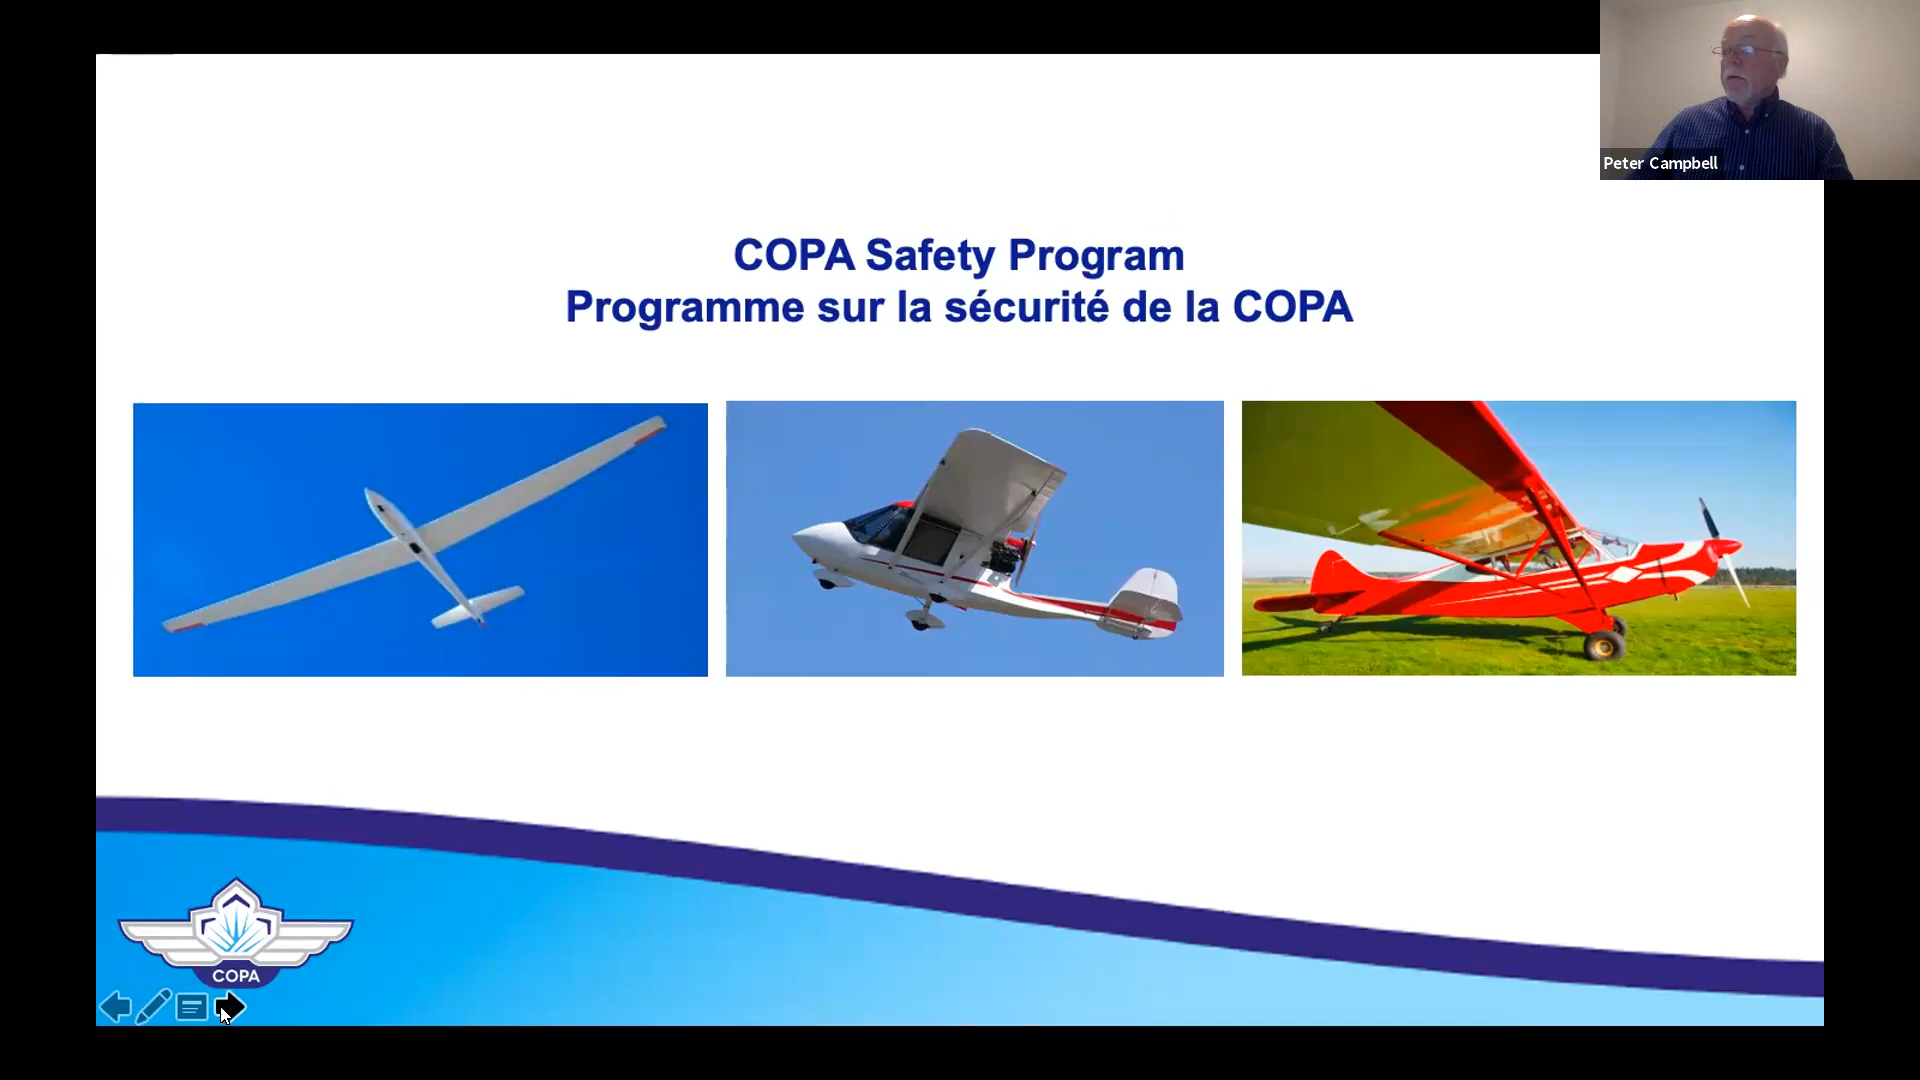 Peter Campbell
COPA Safety Program
Programme sur la sécurité de la COPA
COPA